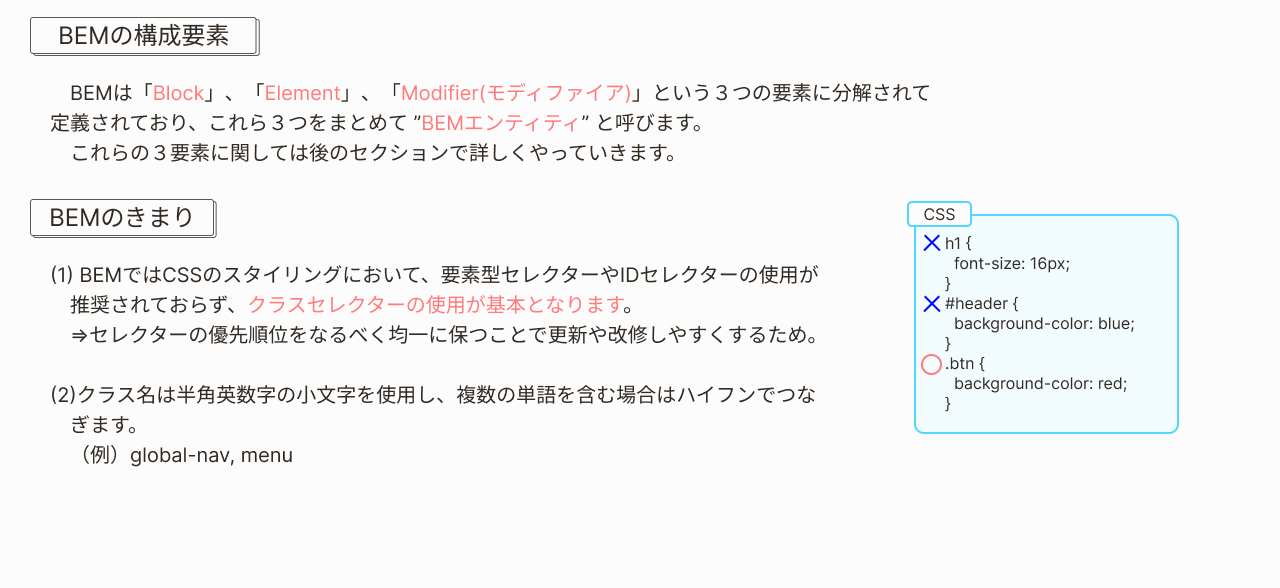 BEMの構成要素
BEMは「Block」、「Element」、「Modifier(モディファイア)」という３つの要素に分解されて
定義されており、これら３つをまとめて ”BEMエンティティ” と呼びます。
これらの３要素に関しては後のセクションで詳しくやっていきます。
BEMのきまり
(1) BEMではCSSのスタイリングにおいて、要素型セレクターやIDセレクターの使用が
推奨されておらず、クラスセレクターの使用が基本となります。
⇒セレクターの優先順位をなるべく均一に保つことで更新や改修しやすくするため。
(2)クラス名は半角英数字の小文字を使用し、複数の単語を含む場合はハイフンでつな
ぎます。
（例）global-nav, menu
CSS
h1 {
font-size: 16px;
}
#header {
background-color: blue;
}
.btn {
background-color: red;
}